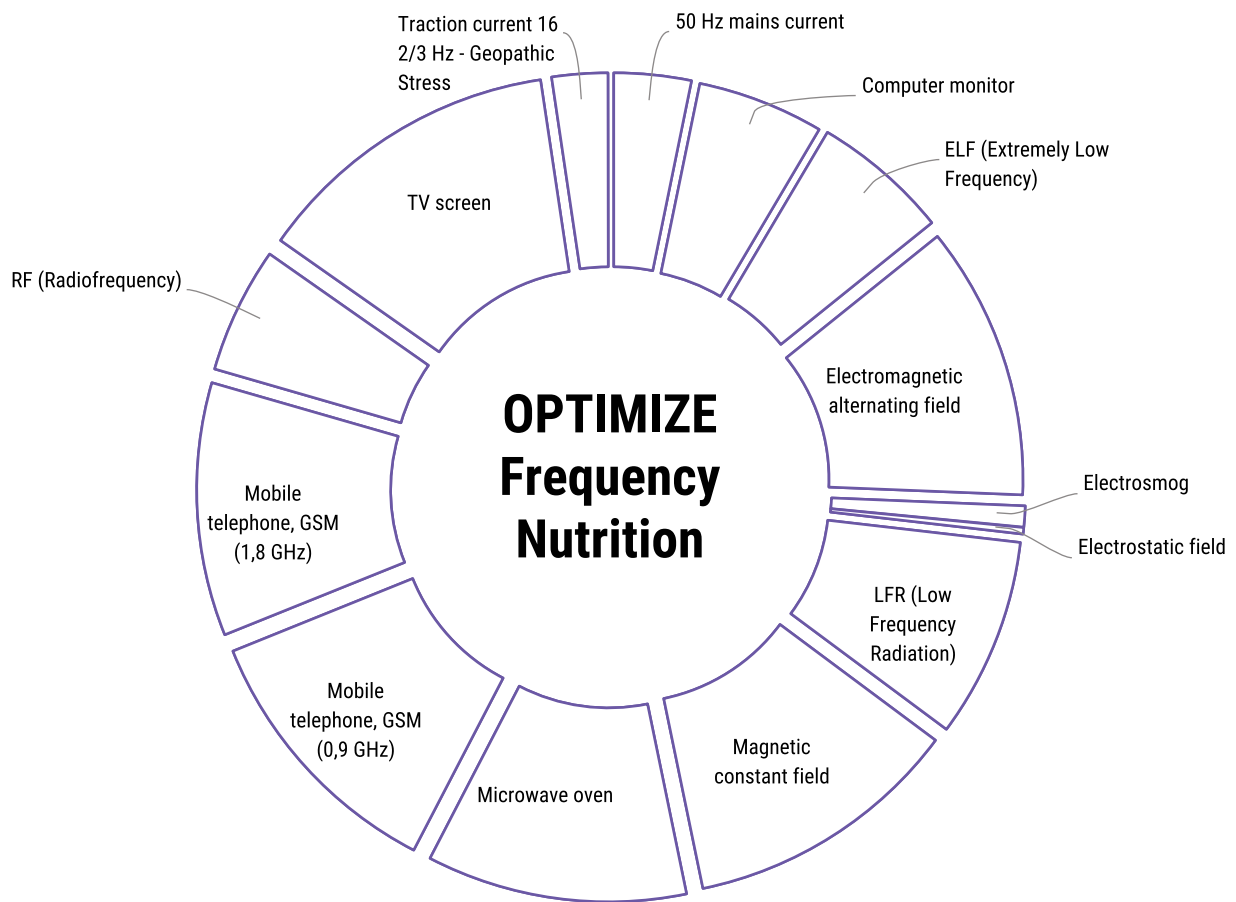 Traction current 16
2/3 Hz - Geopathic
Stress
50 Hz mains current
Computer monitor
ELF (Extremely Low
Frequency)
TV screen
RF (Radiofrequency)
Electromagnetic
alternating field
OPTIMIZE
Frequency
Nutrition
Electrosmog
Electrostatic field
Mobile
telephone, GSM
(1,8 GHz)
LFR (Low
Frequency
Radiation)
Mobile
telephone, GSM
(0,9 GHz)
Magnetic
constant field
Microwave oven